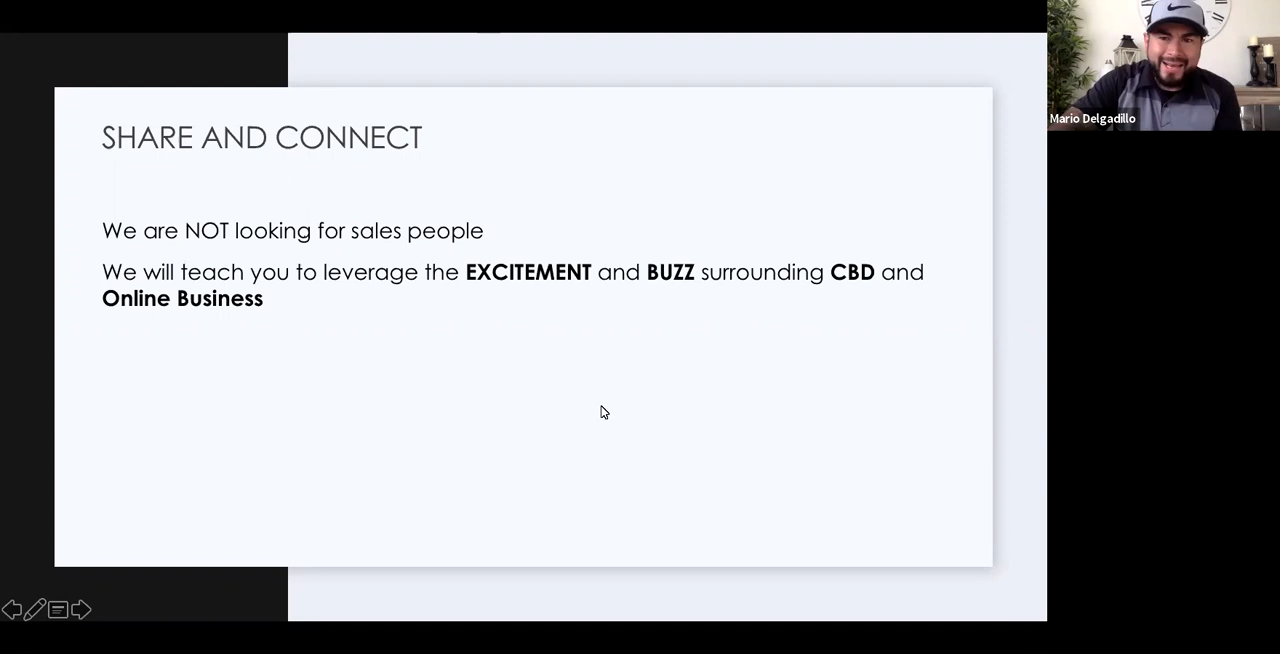 SHARE AND CONNECT
We are NOT looking for sales people
We will teach you to leverage the EXCITEMENT and BUZZ surrounding CBD and
Online Business
Mario Delgadillo